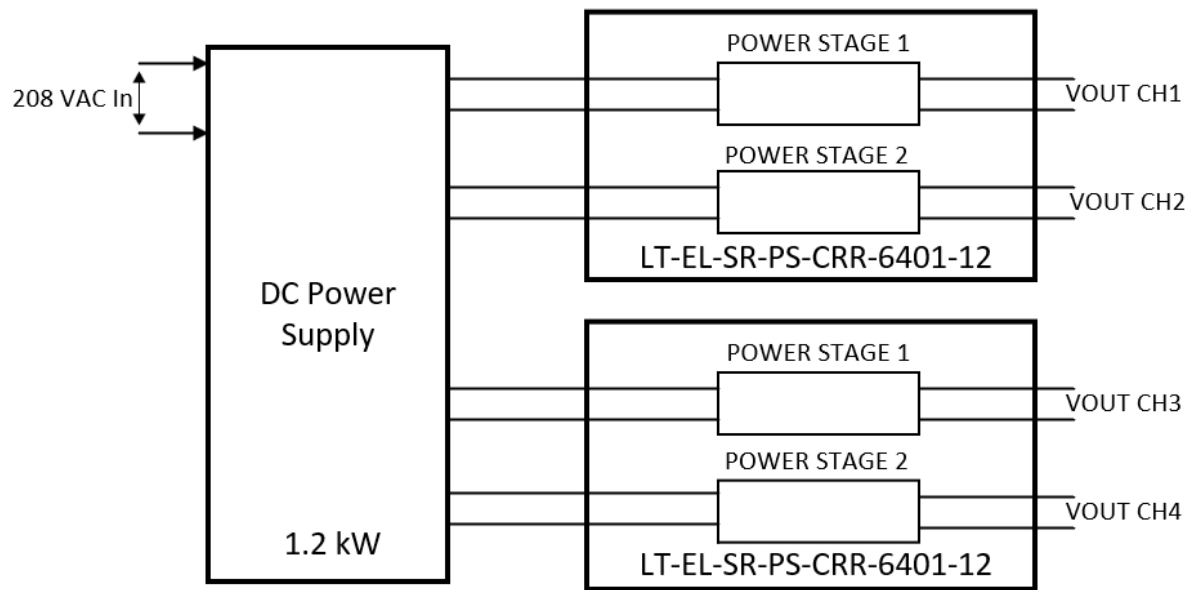 208 VAC In
DC Power
Supply
1.2 kW
POWER STAGE 1
VOUT CH1
POWER STAGE 2
VOUT CH2
LT-EL-SR-PS-CRR-6401-12
POWER STAGE 1
VOUT CH3
POWER STAGE 2
VOUT CH4
LT-EL-SR-PS-CRR-6401-12